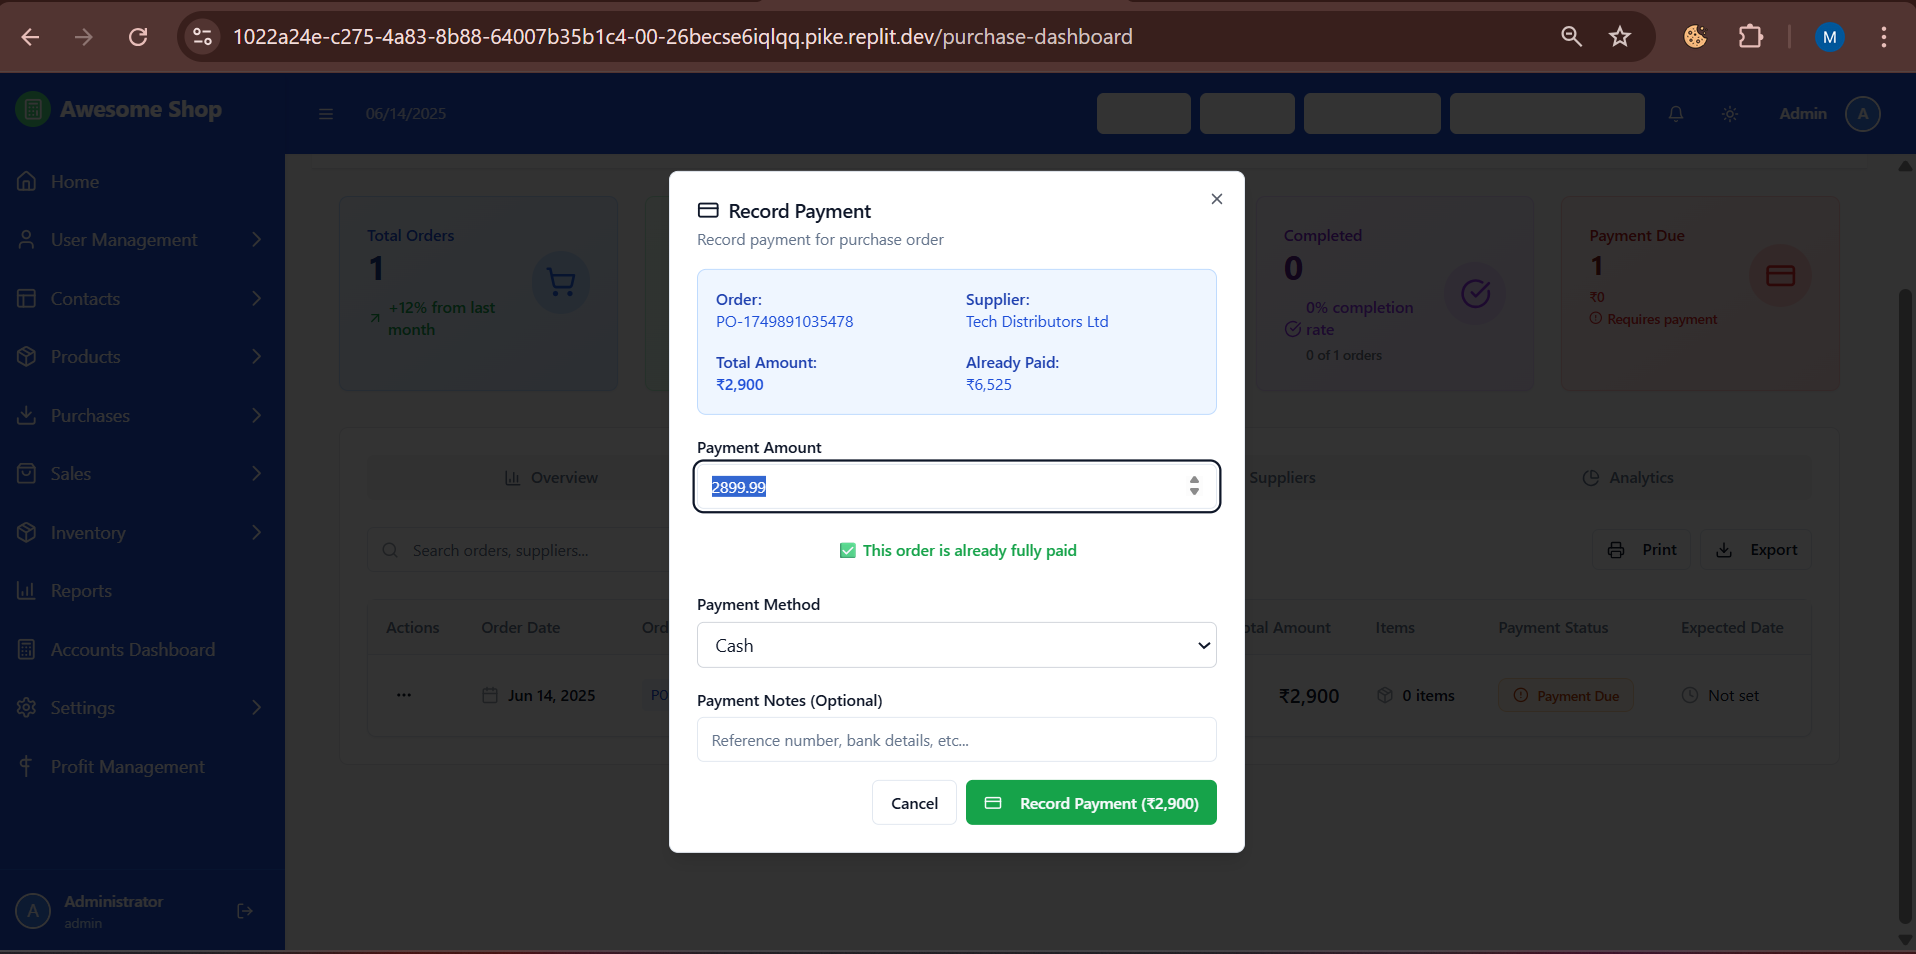 1022a24e-c275-4a83-8b88-64007b35b1c4-00-26becse6iqlqq.pike.replit.dev/purchase-dashboard
M
Awesome Shop
06/14/2025
Admin
A
Home
User Management
Contacts
Products
Purchases
Sales
Inventory
Reports
Accounts Dashboard
Settings
Profit Management
A
Administrator
admin
Total Orders
1
+12% from last
month
Completed
0
0% completion
rate
0 of 1 orders
Payment Due
1
₹0
Requires payment
Overview
Suppliers
Analytics
Search orders, suppliers...
Print
Export
Actions
Order Date
Ord
otal Amount
Items
Payment Status
Expected Date
Jun 14, 2025
PO
₹2,900
0 items
Payment Due
Not set
Record Payment
Record payment for purchase order
Order:
PO-1749891035478
Supplier:
Tech Distributors Ltd
Total Amount:
₹2,900
Already Paid:
₹6,525
Payment Amount
2899.99
✅ This order is already fully paid
Payment Method
Cash
Payment Notes (Optional)
Reference number, bank details, etc...
Cancel
Record Payment (₹2,900)